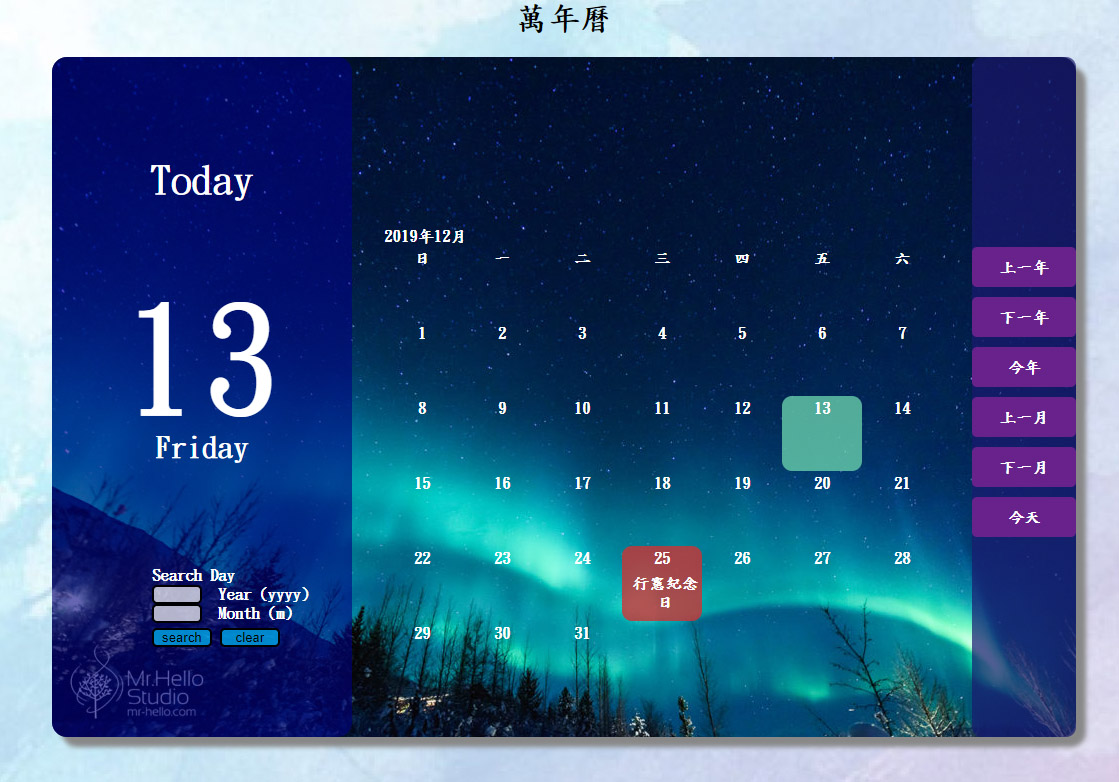 萬年曆
Today
13
Friday
Search Day
Year (yyyy)
Month (m)
search clear
Mr.Hello
Studio
mr-hello.com
2019年12月
日 一 二 三 四 五 六
1 2 3 4 5 6 7
8 9 10 11 12 13 14
15 16 17 18 19 20 21
22 23 24 25 26 27 28
行憲紀念
日
29 30 31
上一年
下一年
今年
上一月
下一月
今天